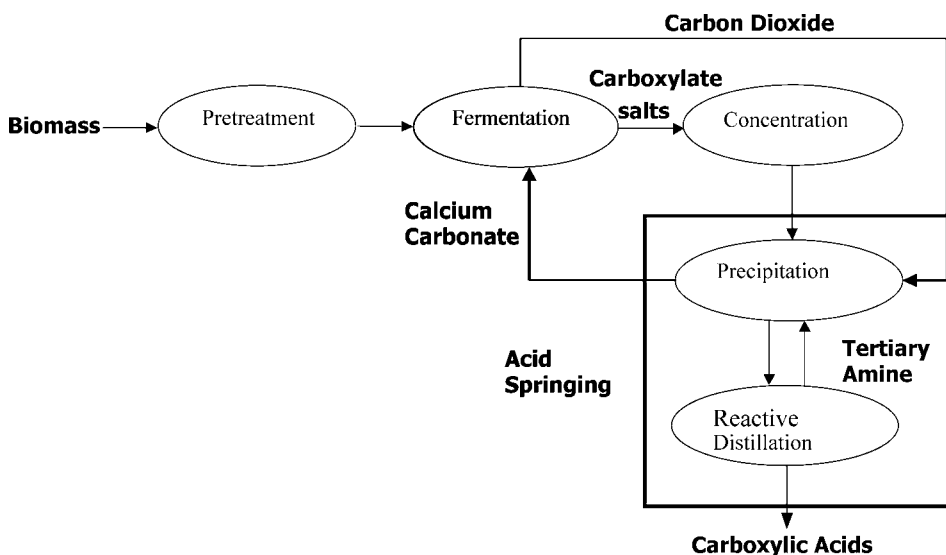 Carbon Dioxide
Carboxylate
salts
Biomass
Pretreatment
Fermentation
Concentration
Calcium
Carbonate
Precipitation
Acid
Springing
Tertiary
Amine
Reactive
Distillation
Carboxylic Acids